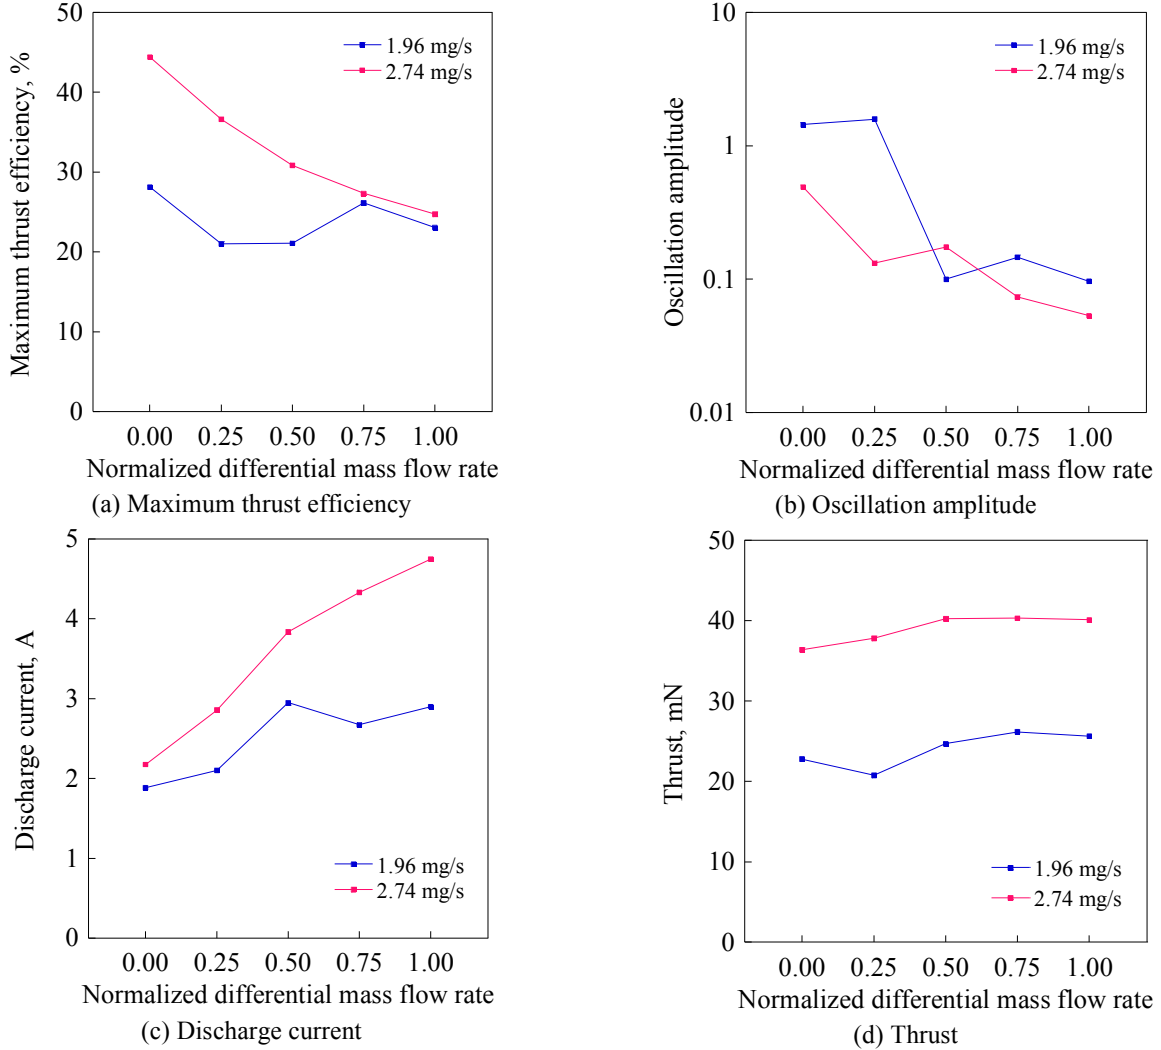 50
40
30
20
10
0
Maximum thrust efficiency, %
1.96 mg/s
2.74 mg/s
0.00 0.25 0.50 0.75 1.00
Normalized differential mass flow rate
(a) Maximum thrust efficiency
10
1
0.1
0.01
Oscillation amplitude
1.96 mg/s
2.74 mg/s
0.00 0.25 0.50 0.75 1.00
Normalized differential mass flow rate
(b) Oscillation amplitude
5
4
3
2
1
0
Discharge current, A
1.96 mg/s
2.74 mg/s
0.00 0.25 0.50 0.75 1.00
Normalized differential mass flow rate
(c) Discharge current
50
40
30
20
10
0
Thrust, mN
1.96 mg/s
2.74 mg/s
0.00 0.25 0.50 0.75 1.00
Normalized differential mass flow rate
(d) Thrust